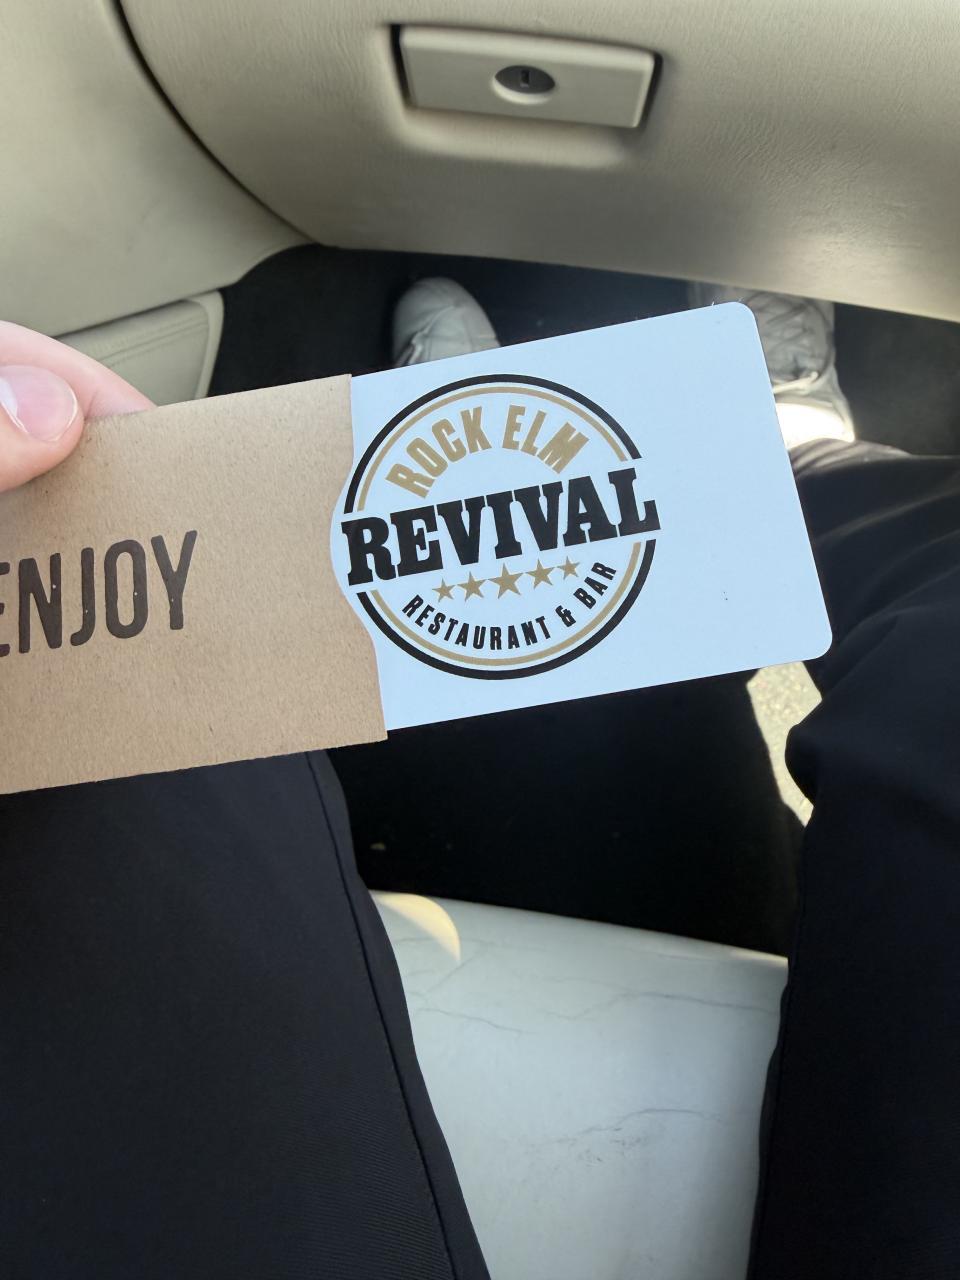 ENJOY
ROCK ELM
REVIVAL
RESTAURANT & BAR